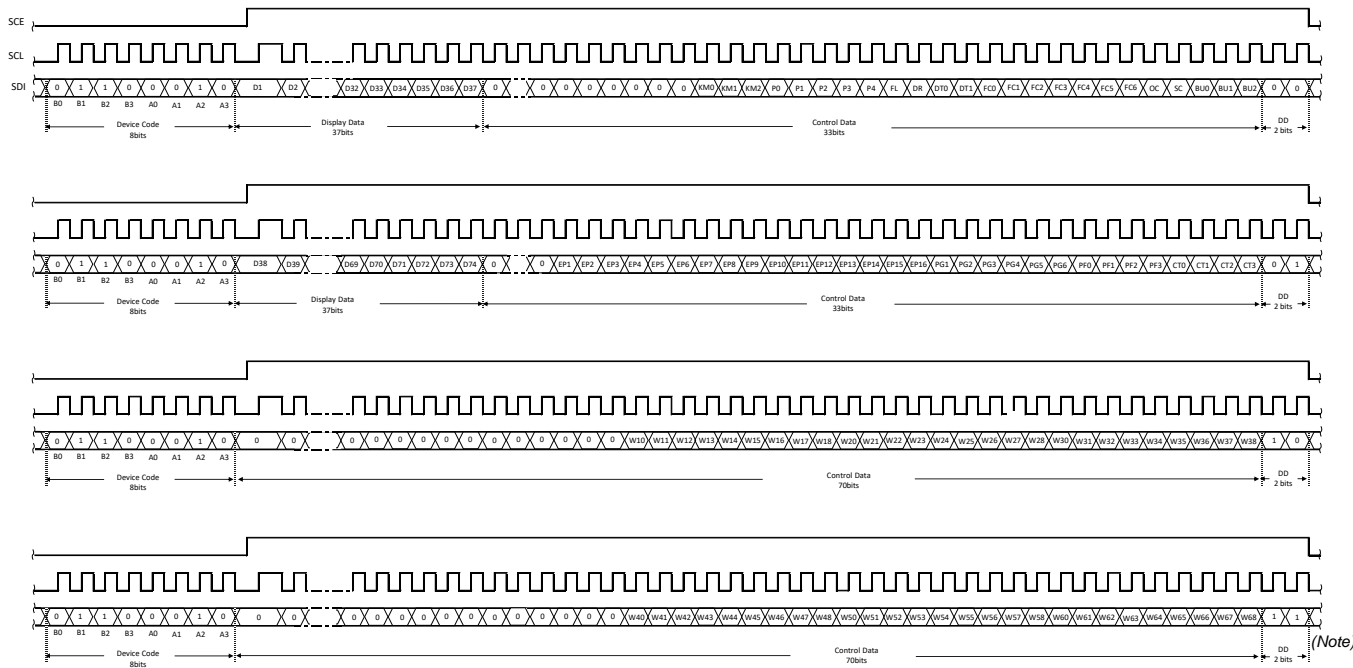 SCE
SCL
SDI 0 1 1 0 0 0 1 0 D1 D2 D32 D33 D34 D35 D36 D37 0 0 0 0 0 0 0 0 KM0 KM1 KM2 P0 P1 P2 P3 P4 FL DR DT0 DT1 FC0 FC1 FC2 FC3 FC4 FC5 FC6 OC SC BU0 BU1 BU2 0 0
B0 B1 B2 B3 A0 A1 A2 A3
Device Code Display Data Control Data DD
8bits 37bits 33bits 2 bits
0 1 1 0 0 0 1 0 D38 D39 D69 D70 D71 D72 D73 D74 0 0 EP1 EP2 EP3 EP4 EP5 EP6 EP7 EP8 EP9 EP10 EP11 EP12 EP13 EP14 EP15 EP16 PG1 PG2 PG3 PG4 PG5 PG6 PF0 PF1 PF2 PF3 CT0 CT1 CT2 CT3 0 1
B0 B1 B2 B3 A0 A1 A2 A3
Device Code Display Data Control Data DD
8bits 37bits 33bits 2 bits
0 1 1 0 0 0 1 0 0 0 0 0 0 0 0 0 0 0 0 0 0 0 W10 W11 W12 W13 W14 W15 W16 W17 W18 W20 W21 W22 W23 W24 W25 W26 W27 W28 W30 W31 W32 W33 W34 W35 W36 W37 W38 1 0
B0 B1 B2 B3 A0 A1 A2 A3
Device Code Control Data DD
8bits 70bits 2 bits
0 1 1 0 0 0 1 0 0 0 0 0 0 0 0 0 0 0 0 0 0 0 W40 W41 W42 W43 W44 W45 W46 W47 W48 W50 W51 W52 W53 W54 W55 W56 W57 W58 W60 W61 W62 W63 W64 W65 W66 W67 W68 1 1
B0 B1 B2 B3 A0 A1 A2 A3 (Note)
Device Code Control Data DD
8bits 70bits 2 bits